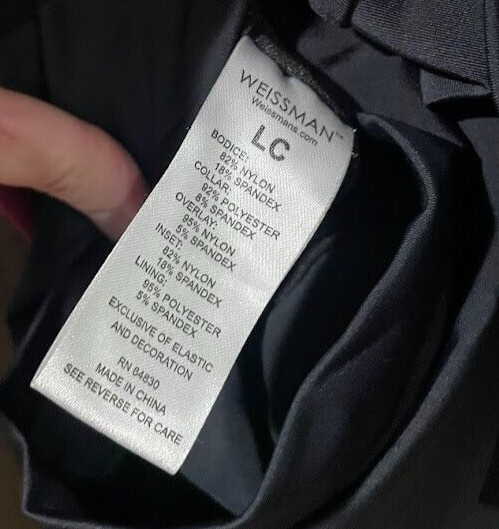 WEISSMAN™
Weissmans.com
LC
BODICE:
82% NYLON
18% SPANDEX
COLLAR:
92% POLYESTER
8% SPANDEX
OVERLAY:
95% NYLON
5% SPANDEX
INSET:
82% NYLON
18% SPANDEX
LINING:
95% POLYESTER
5% SPANDEX
EXCLUSIVE OF ELASTIC
AND DECORATION
RN 84830
MADE IN CHINA
SEE REVERSE FOR CARE